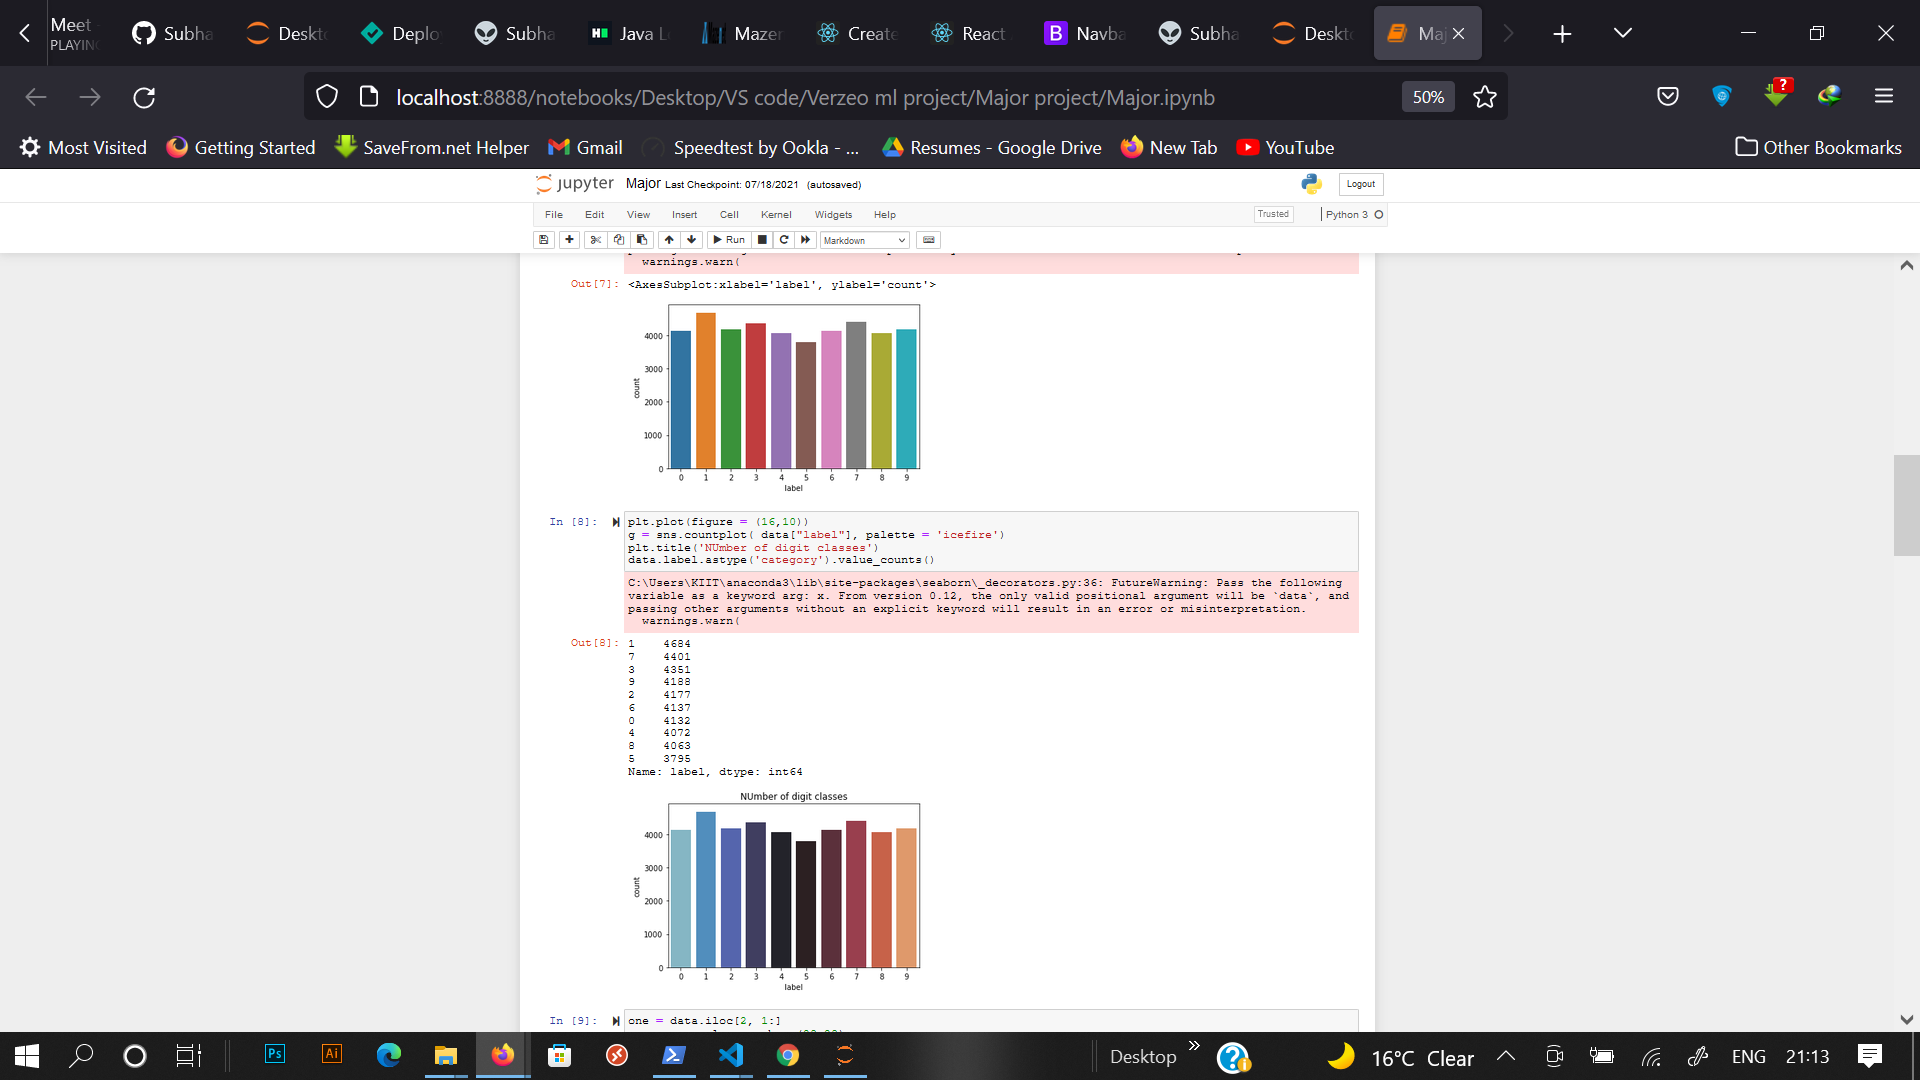 Meet
PLAYING
Subha
Deskto
Deplo
Subha
Java L
Mazer
Create
React
Navba
Subha
Deskto
Maj
localhost:8888/notebooks/Desktop/VS code/Verzeo ml project/Major project/Major.ipynb
50%
Most Visited
Getting Started
SaveFrom.net Helper
Gmail
Speedtest by Ookla - ...
Resumes - Google Drive
New Tab
YouTube
Other Bookmarks
jupyter Major Last Checkpoint: 07/18/2021 (autosaved)
Logout
File Edit View Insert Cell Kernel Widgets Help
Trusted
Python 3
Run
Markdown
warnings.warn(
Out[7]: <AxesSubplot:xlabel='label', ylabel='count'>
4000
3000
2000
1000
0
count
0 1 2 3 4 5 6 7 8 9
label
In [8]: plt.plot(figure = (16,10))
g = sns.countplot( data["label"], palette = 'icefire')
plt.title('NUmber of digit classes')
data.label.astype('category').value_counts()
C:\Users\KIIT\anaconda3\lib\site-packages\seaborn\_decorators.py:36: FutureWarning: Pass the following
variable as a keyword arg: x. From version 0.12, the only valid positional argument will be `data`, and
passing other arguments without an explicit keyword will result in an error or misinterpretation.
warnings.warn(
Out[8]: 1 4684
7 4401
3 4351
9 4188
2 4177
6 4137
0 4132
4 4072
8 4063
5 3795
Name: label, dtype: int64
NUmber of digit classes
4000
3000
2000
1000
0
count
0 1 2 3 4 5 6 7 8 9
label
In [9]: one = data.iloc[2, 1:]
Desktop
16°C Clear
ENG
21:13